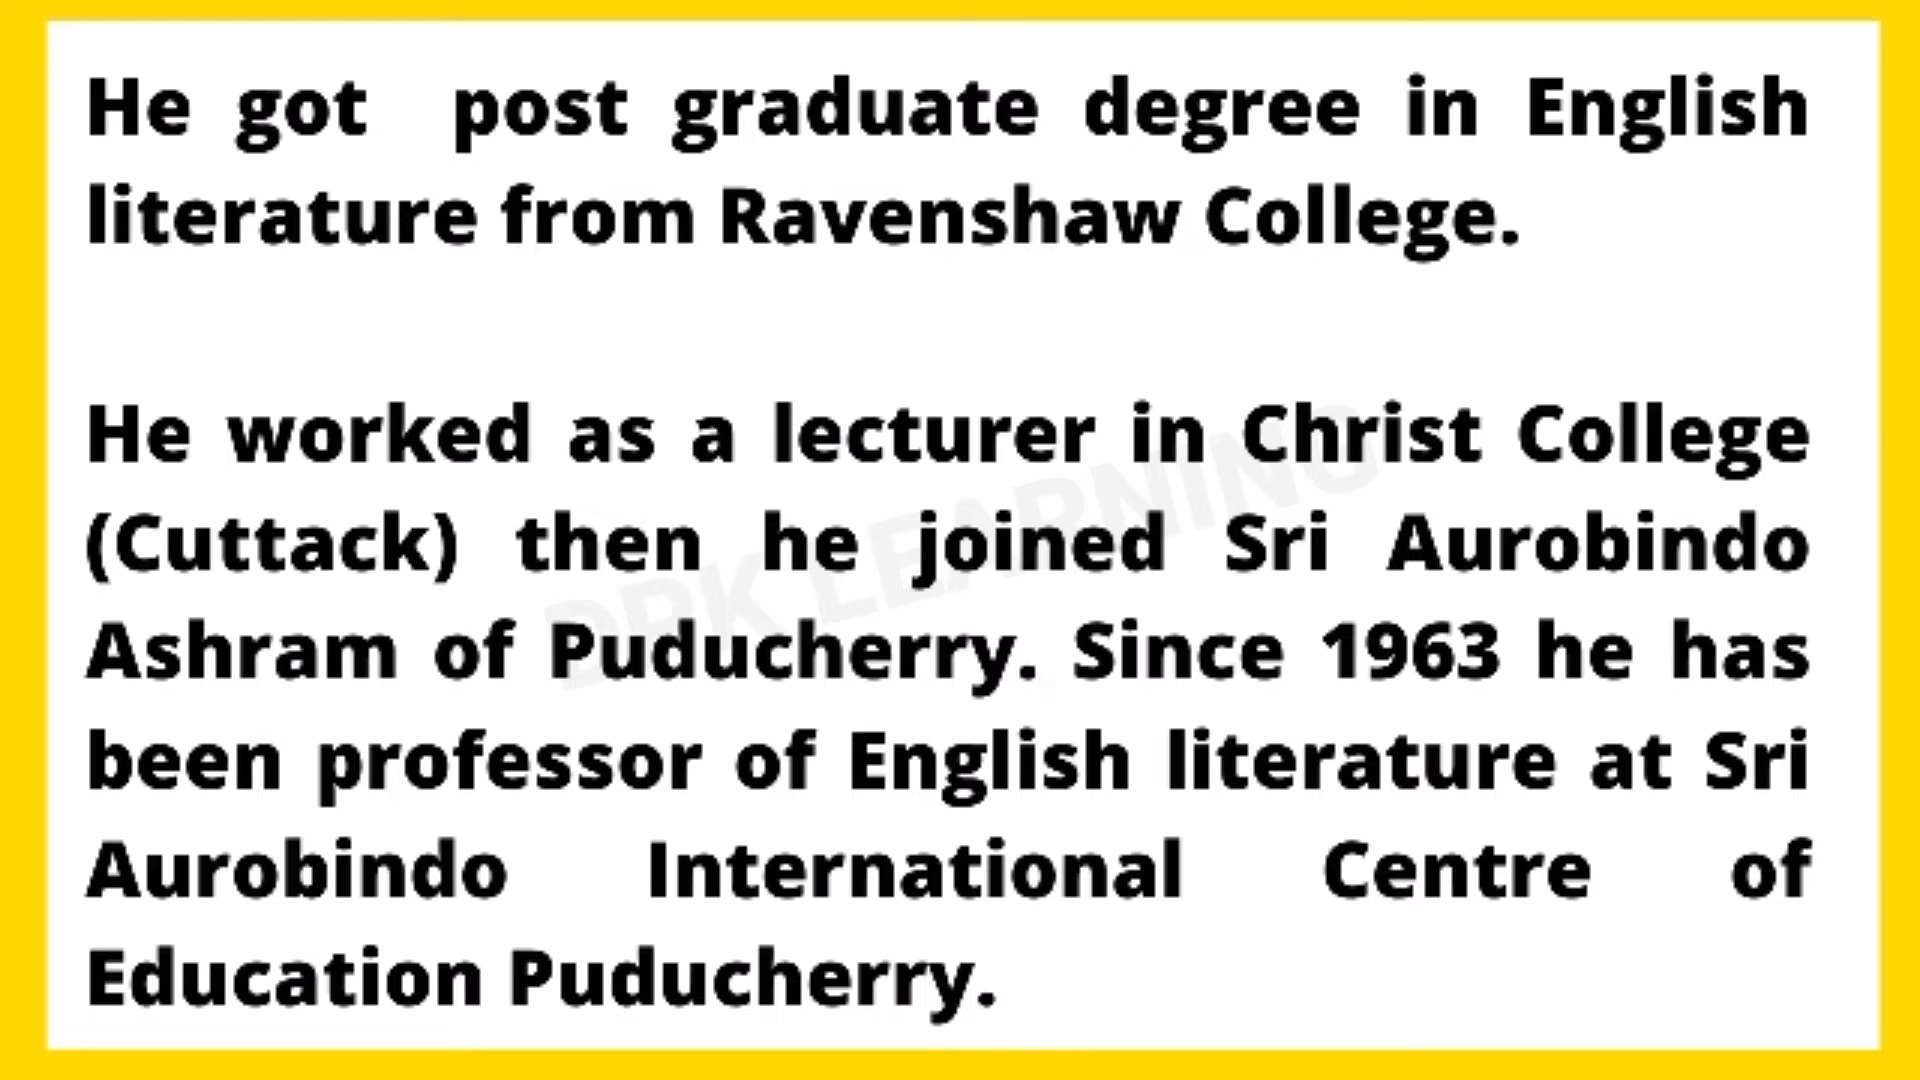 He got post graduate degree in English
literature from Ravenshaw College.
He worked as a lecturer in Christ College
(Cuttack) then he joined Sri Aurobindo
Ashram of Puducherry. Since 1963 he has
been professor of English literature at Sri
Aurobindo International Centre of
Education Puducherry.
DPK LEARNING